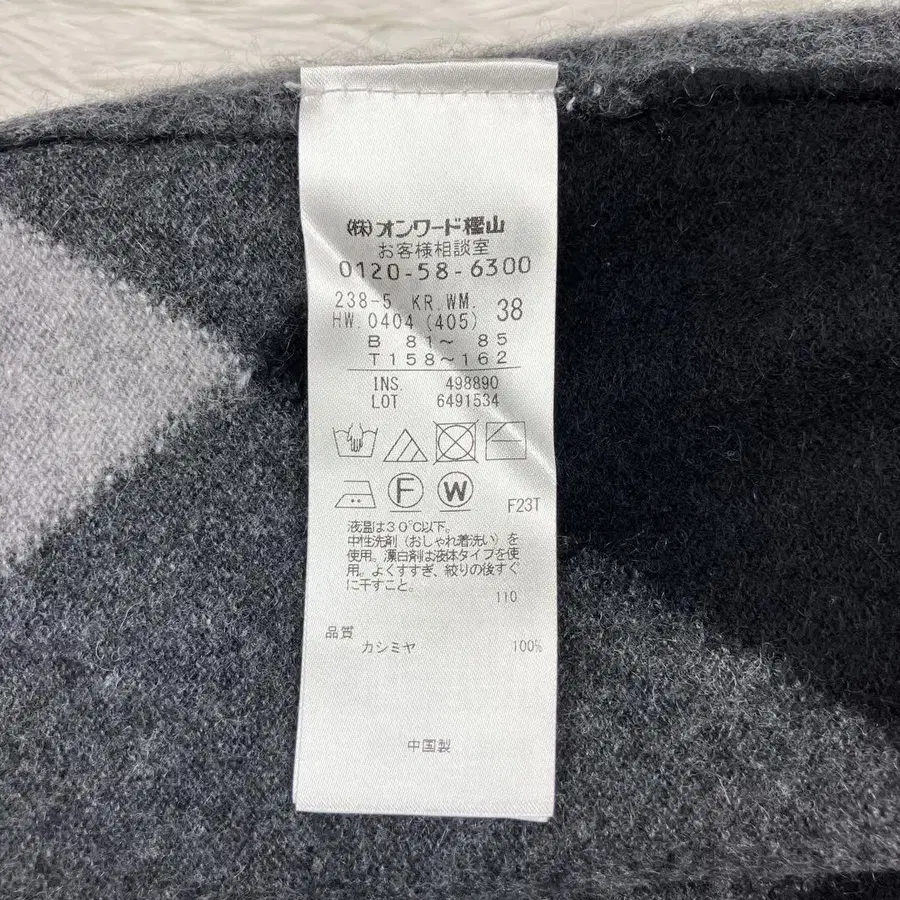 (株)オンワード樫山
お客様相談室
0120-58-6300
238-5 KR.WM. 38
HW.0404 (405)
B 81~ 85
T158~162
INS. 498890
LOT 6491534
F W
F23T
液温は30℃以下。
中性洗剤(おしゃれ着洗い)を
使用。漂白剤は液体タイプを使
用。よくすすぎ、絞りの後すぐ
に干すこと。
110
品質
カシミヤ 100%
中国製